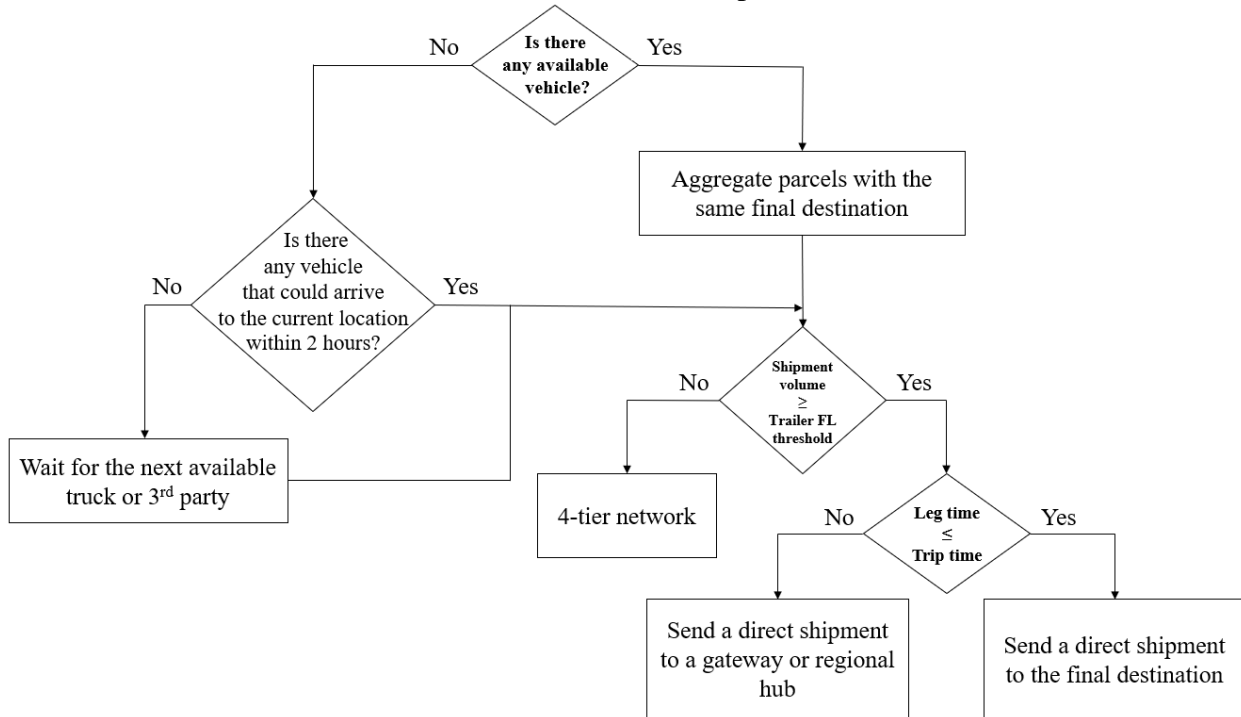 No
Is there
any available
vehicle?
Yes
Aggregate parcels with the
same final destination
No
Is there
any vehicle
that could arrive
to the current location
within 2 hours?
Yes
Wait for the next available
truck or 3rd party
No
Shipment
volume
≥
Trailer FL
threshold
Yes
4-tier network
No
Leg time
≤
Trip time
Yes
Send a direct shipment
to a gateway or regional
hub
Send a direct shipment
to the final destination